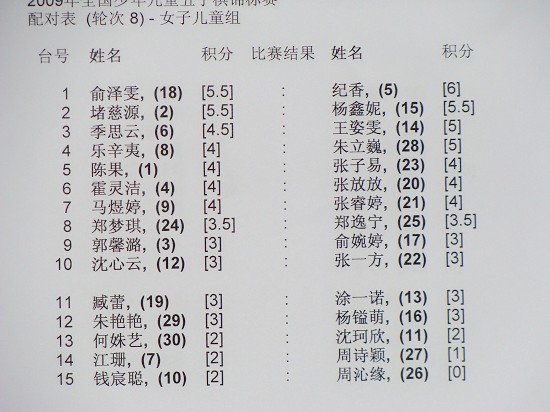 2009年全国少年儿童五子棋锦标赛
配对表 (轮次 8) - 女子儿童组
台号 姓名 积分 比赛结果 姓名 积分
1 俞泽雯, (18) [5.5] : 纪香, (5) [6]
2 堵慈源, (2) [5.5] : 杨鑫妮, (15) [5.5]
3 季思云, (6) [4.5] : 王姿雯, (14) [5]
4 乐辛夷, (8) [4] : 朱立巍, (28) [5]
5 陈果, (1) [4] : 张子易, (23) [4]
6 霍灵洁, (4) [4] : 张放放, (20) [4]
7 马煜婷, (9) [4] : 张睿婷, (21) [4]
8 郑梦琪, (24) [3.5] : 郑逸宁, (25) [3.5]
9 郭馨潞, (3) [3] : 俞婉婷, (17) [3]
10 沈心云, (12) [3] : 张一方, (22) [3]
11 臧蕾, (19) [3] : 涂一诺, (13) [3]
12 朱艳艳, (29) [3] : 杨镒萌, (16) [3]
13 何姝艺, (30) [2] : 沈珂欣, (11) [2]
14 江珊, (7) [2] : 周诗颖, (27) [1]
15 钱宸聪, (10) [2] : 周沁缘, (26) [0]